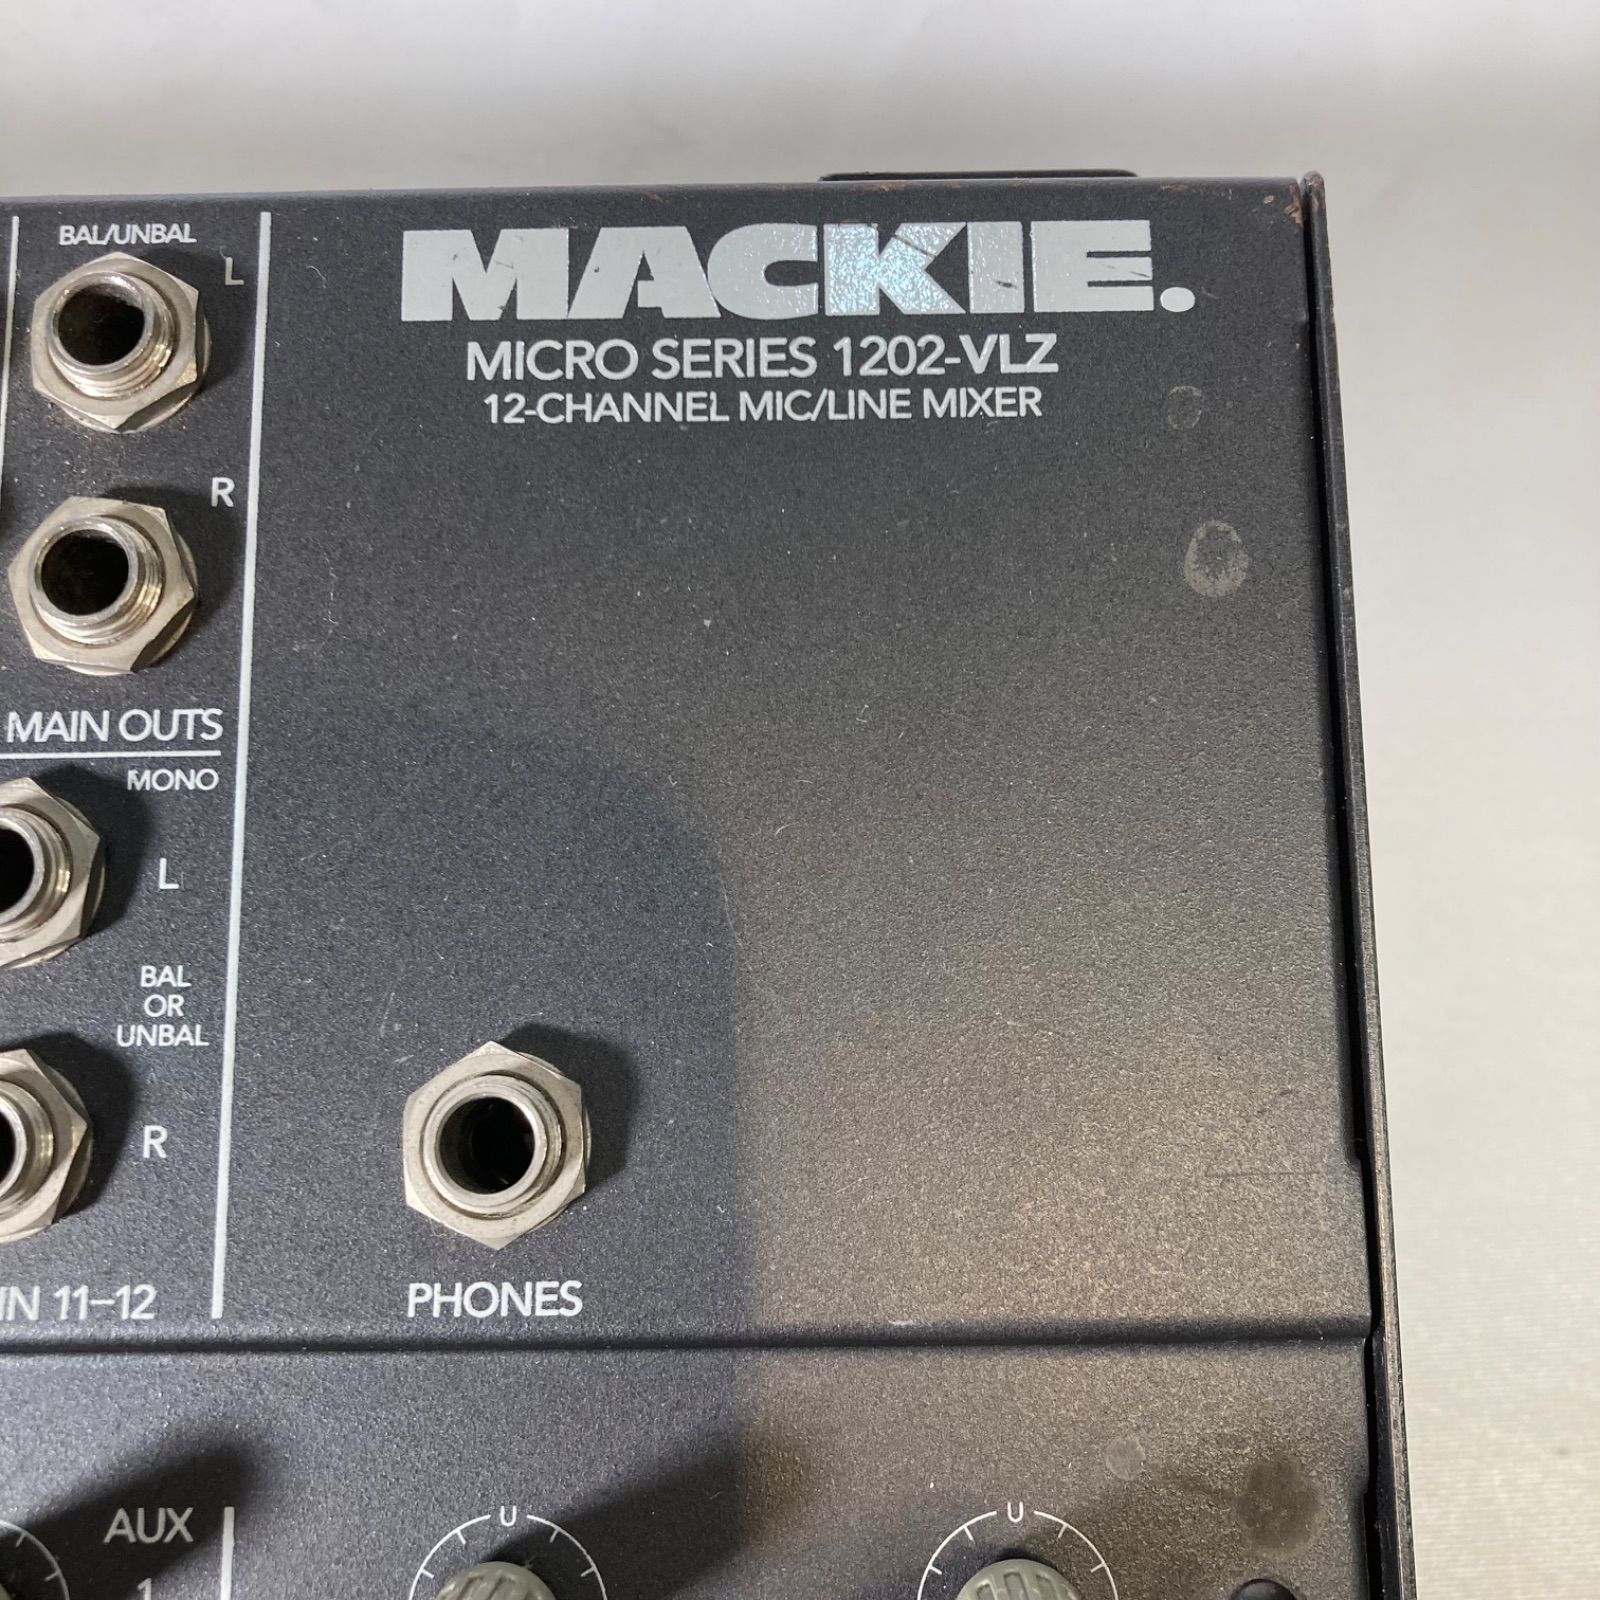 BAL/UNBAL
L
R
MAIN OUTS
MONO
L
BAL
OR
UNBAL
R
IN 11–12
MACKIE.
MICRO SERIES 1202-VLZ
12-CHANNEL MIC/LINE MIXER
PHONES
AUX
1
U
U